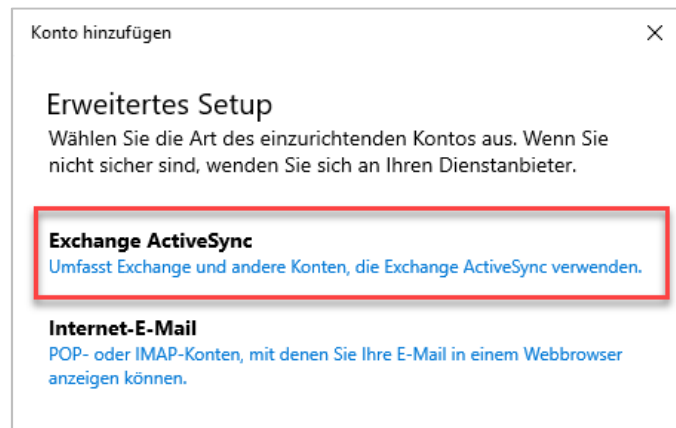 Konto hinzufügen
Erweitertes Setup
Wählen Sie die Art des einzurichtenden Kontos aus. Wenn Sie
nicht sicher sind, wenden Sie sich an Ihren Dienstanbieter.
Exchange ActiveSync
Umfasst Exchange und andere Konten, die Exchange ActiveSync verwenden.
Internet-E-Mail
POP- oder IMAP-Konten, mit denen Sie Ihre E-Mail in einem Webbrowser
anzeigen können.